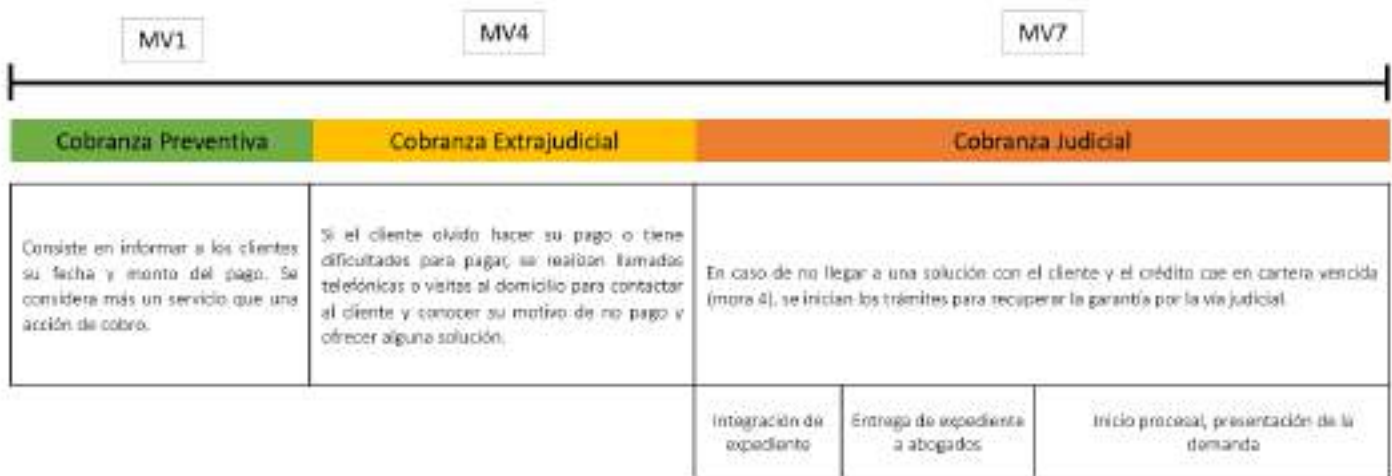 MV1
MV4
MV7
Cobranza Preventiva
Cobranza Extrajudicial
Cobranza Judicial
Consiste en informar a los clientes
su fecha y monto del pago. Se
considera más un servicio que una
acción de cobro.
Si el cliente olvido hacer su pago o tiene
dificultades para pagar, se realizan llamadas
telefónicas o visitas al domicilio para contactar
al cliente y conocer su motivo de no pago y
ofrecer alguna solución.
En caso de no llegar a una solución con el cliente y el crédito cae en cartera vencida
(mora 4), se inician los trámites para recuperar la garantía por la vía judicial.
Integración de
expediente
Entrega de expediente
a abogados
Inicio procesal, presentación de la
demanda